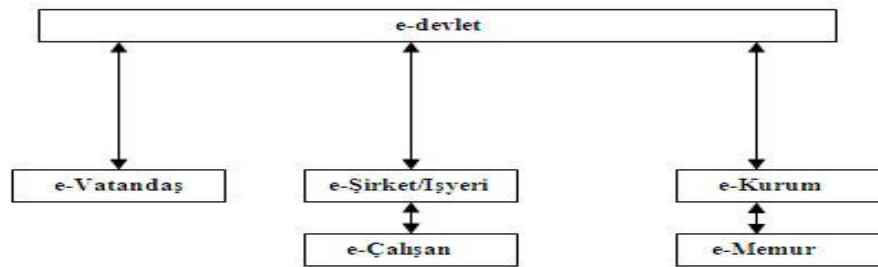 e-devlet
e-Vatandaş
e-Şirket/Işyeri
e-Kurum
e-Çalışan
e-Memur